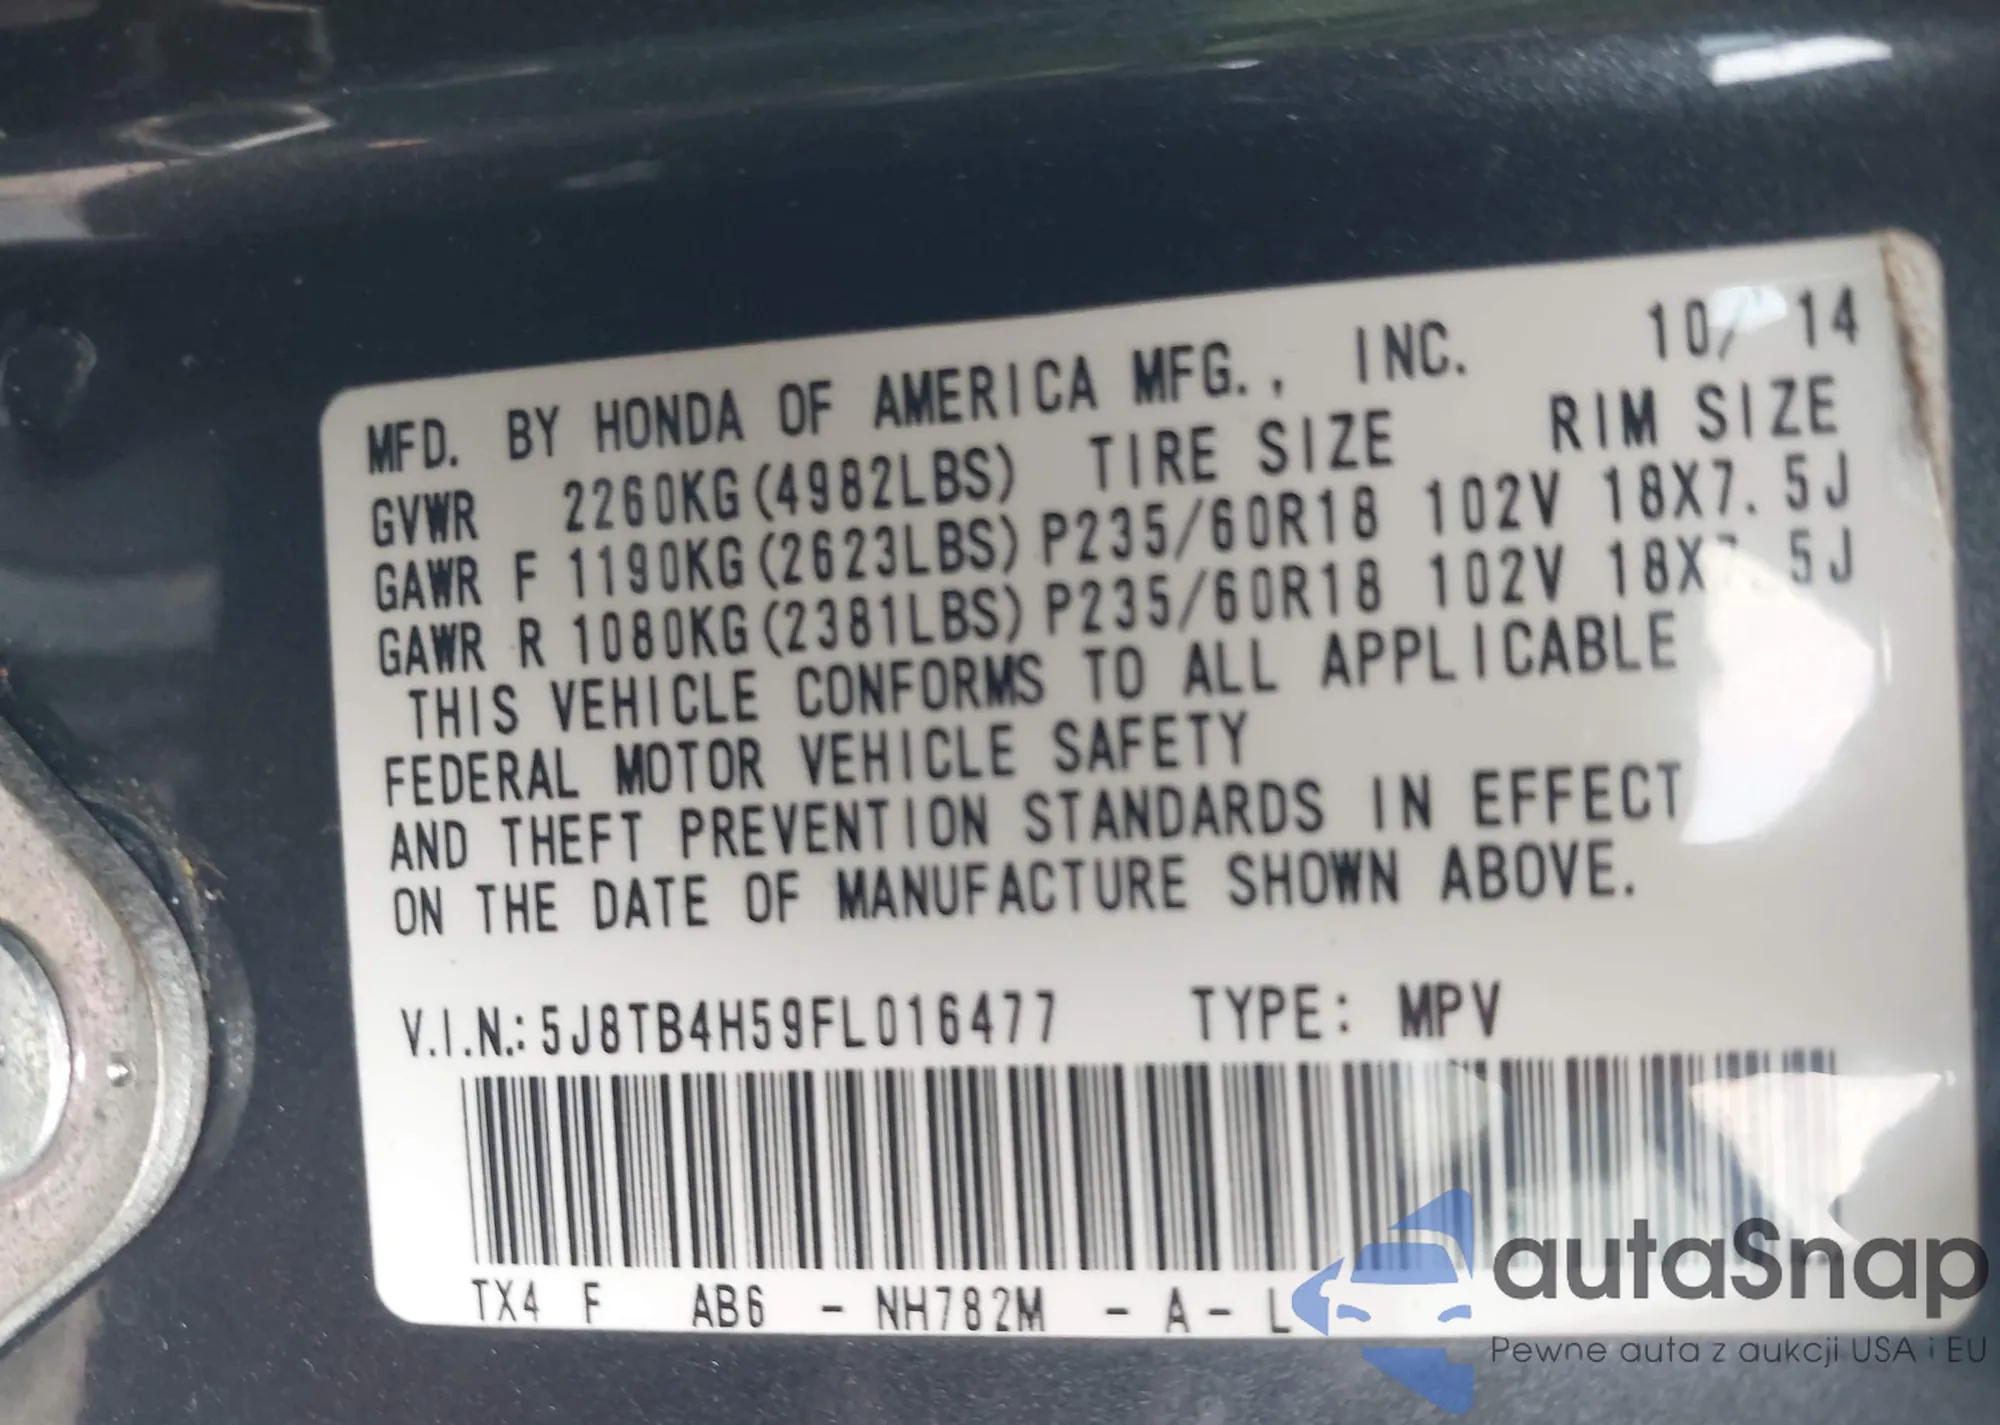 MFD. BY HONDA OF AMERICA MFG., INC. 10/ 14
GVWR 2260KG(4982LBS) TIRE SIZE RIM SIZE
GAWR F 1190KG(2623LBS) P235/60R18 102V 18X7.5J
GAWR R 1080KG(2381LBS) P235/60R18 102V 18X7.5J
THIS VEHICLE CONFORMS TO ALL APPLICABLE
FEDERAL MOTOR VEHICLE SAFETY
AND THEFT PREVENTION STANDARDS IN EFFECT
ON THE DATE OF MANUFACTURE SHOWN ABOVE.
V.I.N.: 5J8TB4H59FL016477 TYPE: MPV
TX4 F AB6 - NH782M - A - L
autaSnap
Pewne auta z aukcji USA i EU